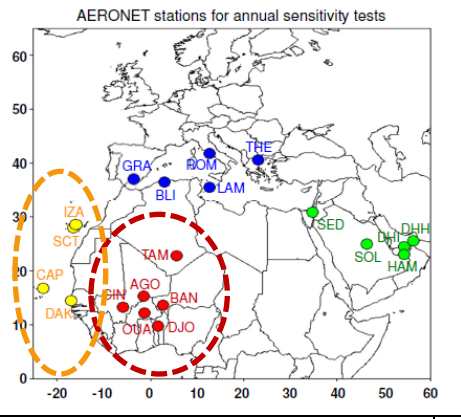 AERONET stations for annual sensitivity tests
60
50
40
30
20
10
0
-20 -10 0 10 20 30 40 50 60
THE
ROM
GRA
BLI
LAM
IZA
SCT
SED
DHH
DHI
SOL
HAM
TAM
CAP
AGO
CIN
BAN
DAK
OUA
DJO